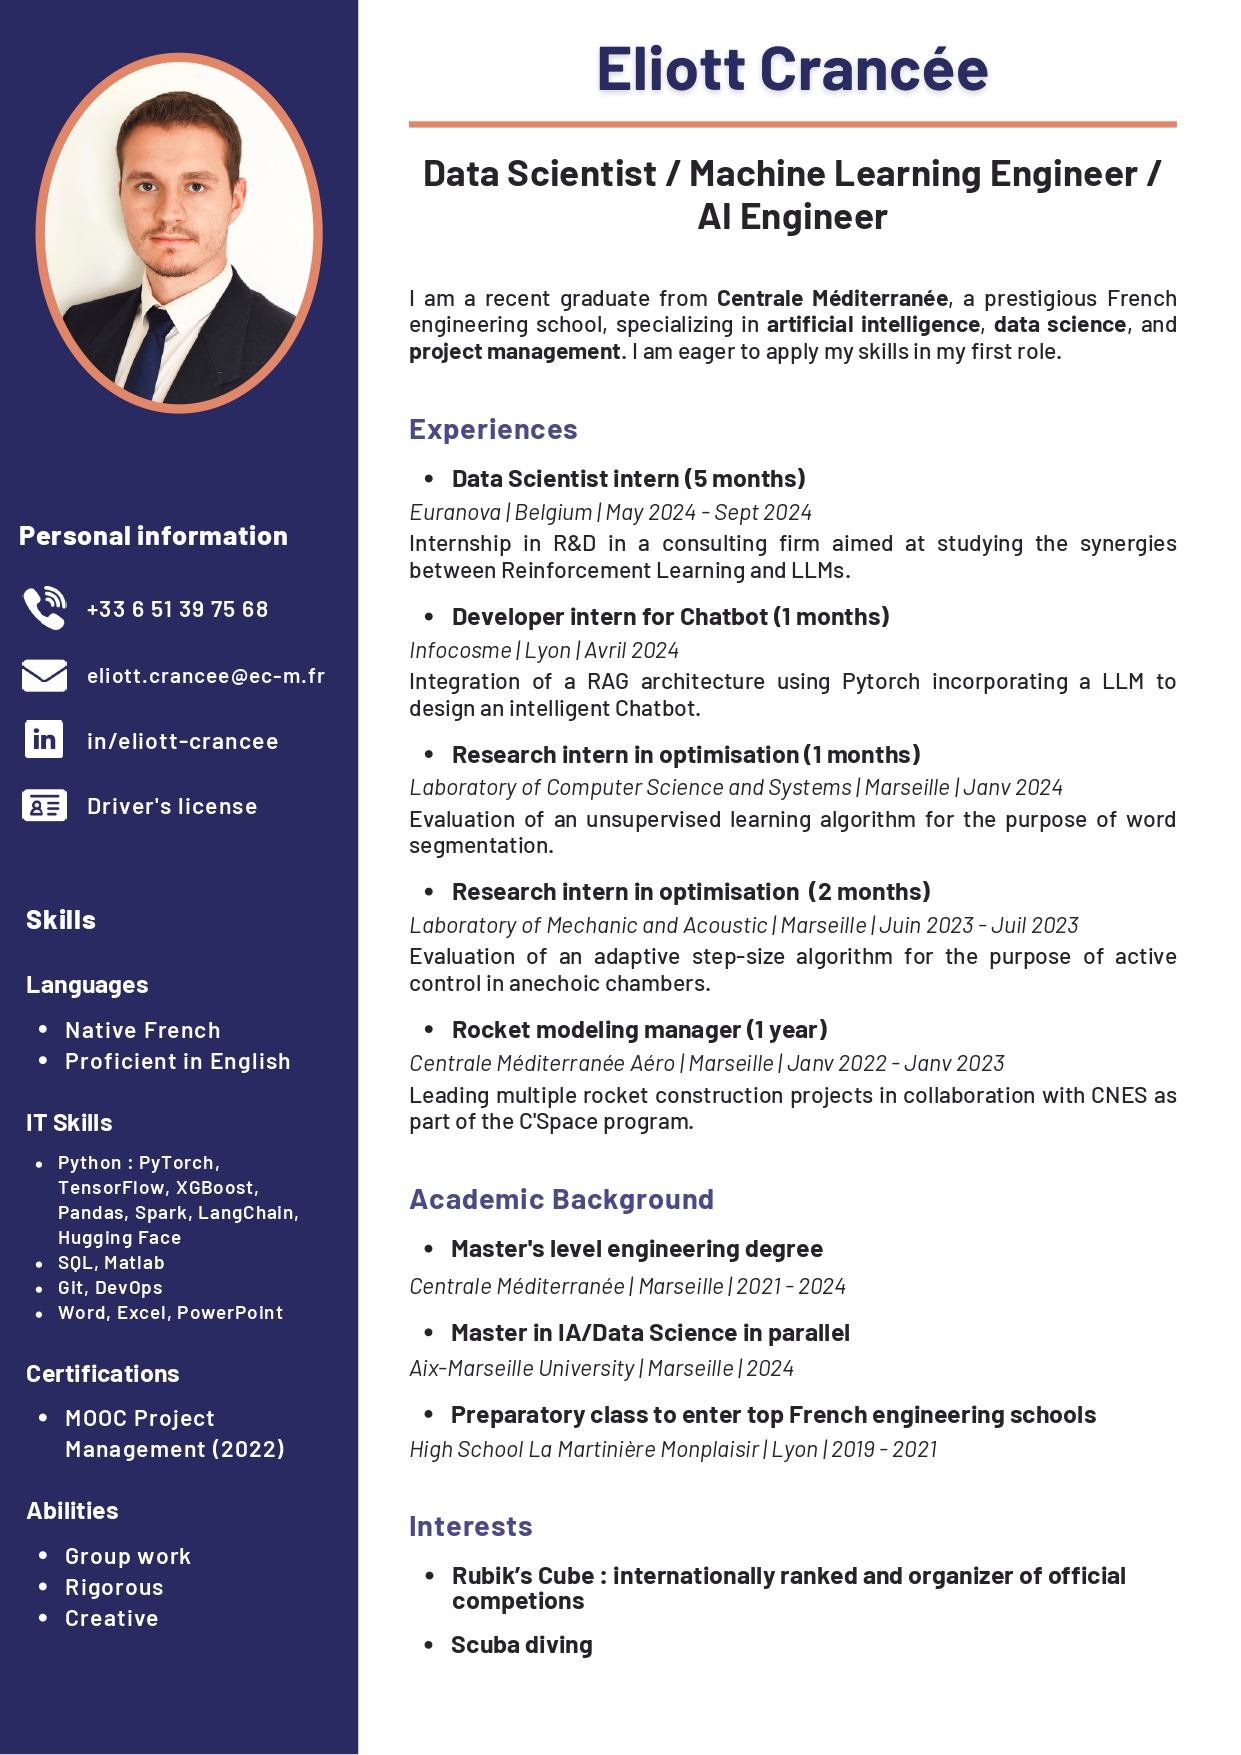 Eliott Crancée
Data Scientist / Machine Learning Engineer /
AI Engineer
I am a recent graduate from Centrale Méditerranée, a prestigious French
engineering school, specializing in artificial intelligence, data science, and
project management. I am eager to apply my skills in my first role.
Experiences
• Data Scientist intern (5 months)
Euranova | Belgium | May 2024 - Sept 2024
Internship in R&D in a consulting firm aimed at studying the synergies
between Reinforcement Learning and LLMs.
• Developer intern for Chatbot (1 months)
Infocosme | Lyon | Avril 2024
Integration of a RAG architecture using Pytorch incorporating a LLM to
design an intelligent Chatbot.
• Research intern in optimisation (1 months)
Laboratory of Computer Science and Systems | Marseille | Janv 2024
Evaluation of an unsupervised learning algorithm for the purpose of word
segmentation.
• Research intern in optimisation (2 months)
Laboratory of Mechanic and Acoustic | Marseille | Juin 2023 - Juil 2023
Evaluation of an adaptive step-size algorithm for the purpose of active
control in anechoic chambers.
• Rocket modeling manager (1 year)
Centrale Méditerranée Aéro | Marseille | Janv 2022 - Janv 2023
Leading multiple rocket construction projects in collaboration with CNES as
part of the C'Space program.
Academic Background
• Master's level engineering degree
Centrale Méditerranée | Marseille | 2021 - 2024
• Master in IA/Data Science in parallel
Aix-Marseille University | Marseille | 2024
• Preparatory class to enter top French engineering schools
High School La Martinière Monplaisir | Lyon | 2019 - 2021
Interests
• Rubik’s Cube : internationally ranked and organizer of official
competions
• Scuba diving
Personal information
+33 6 51 39 75 68
eliott.crancee@ec-m.fr
in
in/eliott-crancee
Driver's license
Skills
Languages
• Native French
• Proficient in English
IT Skills
• Python : PyTorch,
TensorFlow, XGBoost,
Pandas, Spark, LangChain,
Hugging Face
• SQL, Matlab
• Git, DevOps
• Word, Excel, PowerPoint
Certifications
• MOOC Project
Management (2022)
Abilities
• Group work
• Rigorous
• Creative